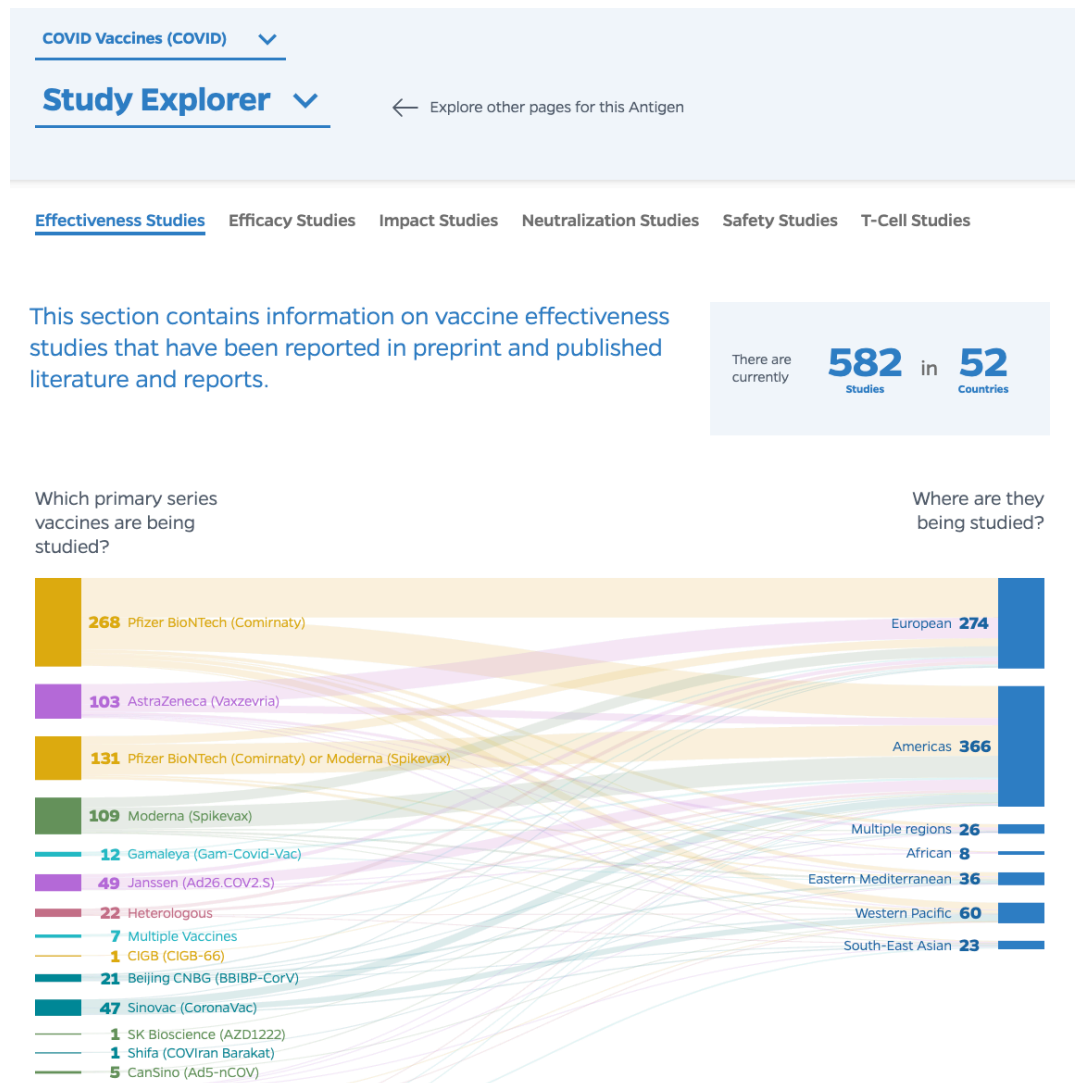 COVID Vaccines (COVID)
Study Explorer
Explore other pages for this Antigen
Effectiveness Studies Efficacy Studies Impact Studies Neutralization Studies Safety Studies T-Cell Studies
This section contains information on vaccine effectiveness
studies that have been reported in preprint and published
literature and reports.
There are
currently
582
Studies
in
52
Countries
Which primary series
vaccines are being
studied?
Where are they
being studied?
268 Pfizer BioNTech (Comirnaty)
103 AstraZeneca (Vaxzevria)
131 Pfizer BioNTech (Comirnaty) or Moderna (Spikevax)
109 Moderna (Spikevax)
12 Gamaleya (Gam-Covid-Vac)
49 Janssen (Ad26.COV2.S)
22 Heterologous
7 Multiple Vaccines
1 CIGB (CIGB-66)
21 Beijing CNBG (BBIBP-CorV)
47 Sinovac (CoronaVac)
1 SK Bioscience (AZD1222)
1 Shifa (COVIran Barakat)
5 CanSino (Ad5-nCOV)
European 274
Americas 366
Multiple regions 26
African 8
Eastern Mediterranean 36
Western Pacific 60
South-East Asian 23